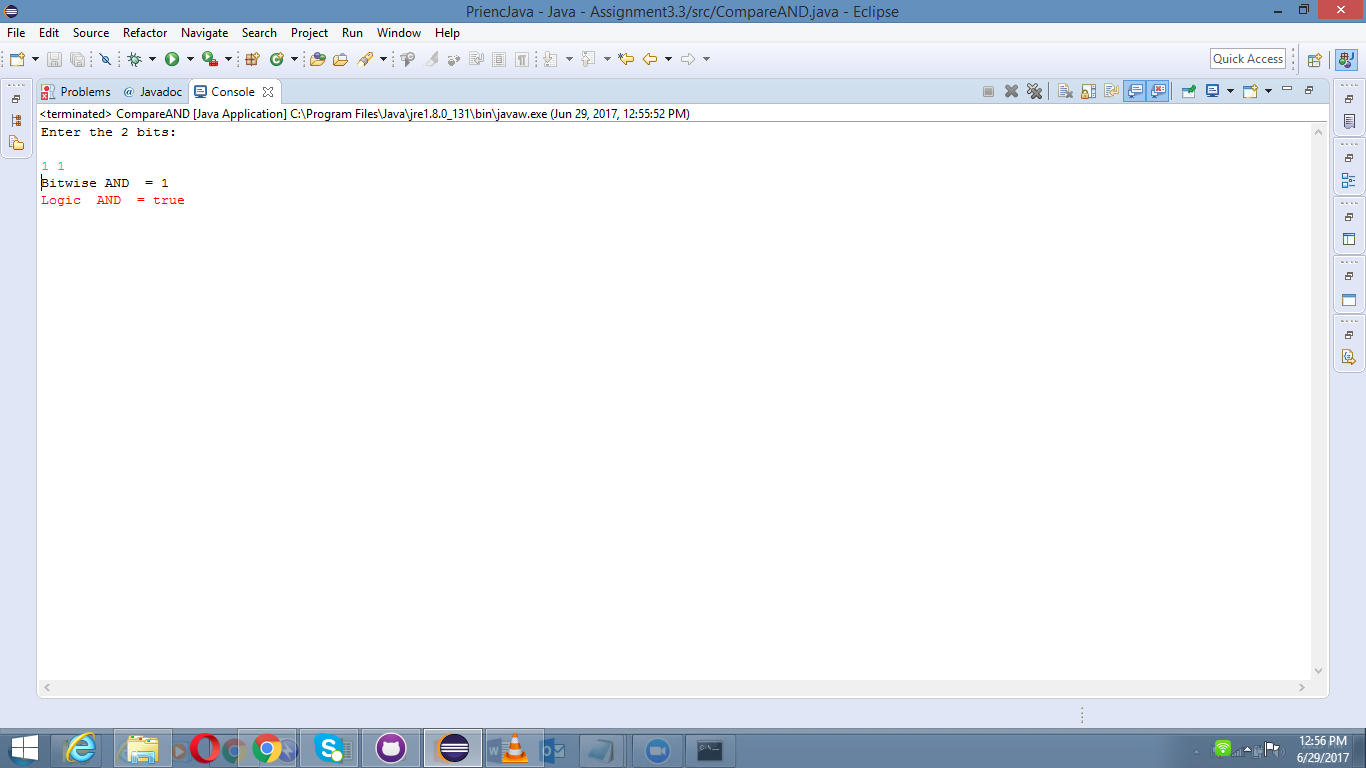 PriencJava - Java - Assignment3.3/src/CompareAND.java - Eclipse
File Edit Source Refactor Navigate Search Project Run Window Help
Quick Access
Problems @ Javadoc Console
<terminated> CompareAND [Java Application] C:\Program Files\Java\jre1.8.0_131\bin\javaw.exe (Jun 29, 2017, 12:55:52 PM)
Enter the 2 bits:
1 1
Bitwise AND  = 1
Logic  AND  = true
12:56 PM
6/29/2017